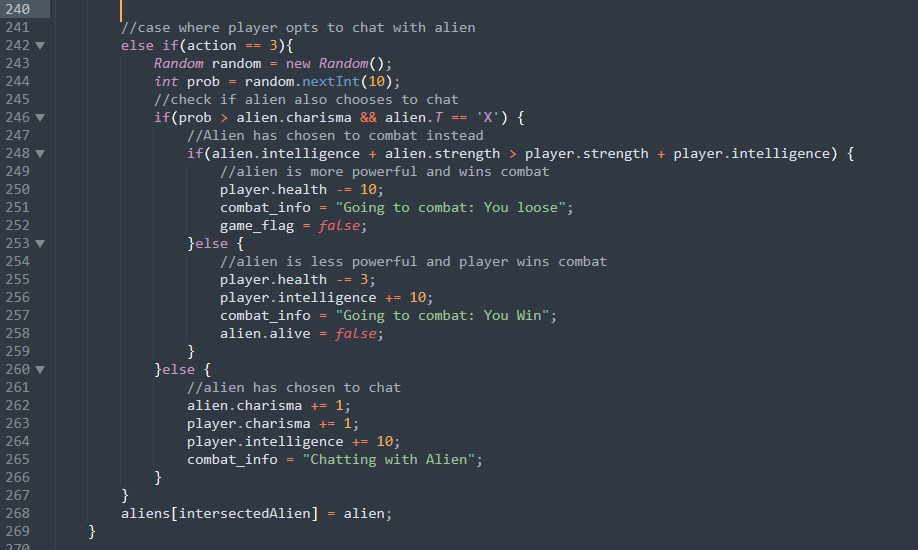 240
241 //case where player opts to chat with alien
242 else if(action == 3){
243 Random random = new Random();
244 int prob = random.nextInt(10);
245 //check if alien also chooses to chat
246 if(prob > alien.charisma && alien.T == 'X') {
247 //Alien has chosen to combat instead
248 if(alien.intelligence + alien.strength > player.strength + player.intelligence) {
249 //alien is more powerful and wins combat
250 player.health -= 10;
251 combat_info = "Going to combat: You loose";
252 game_flag = false;
253 }else {
254 //alien is less powerful and player wins combat
255 player.health -= 3;
256 player.intelligence += 10;
257 combat_info = "Going to combat: You Win";
258 alien.alive = false;
259 }
260 }else {
261 //alien has chosen to chat
262 alien.charisma += 1;
263 player.charisma += 1;
264 player.intelligence += 10;
265 combat_info = "Chatting with Alien";
266 }
267 }
268 aliens[intersectedAlien] = alien;
269 }
270